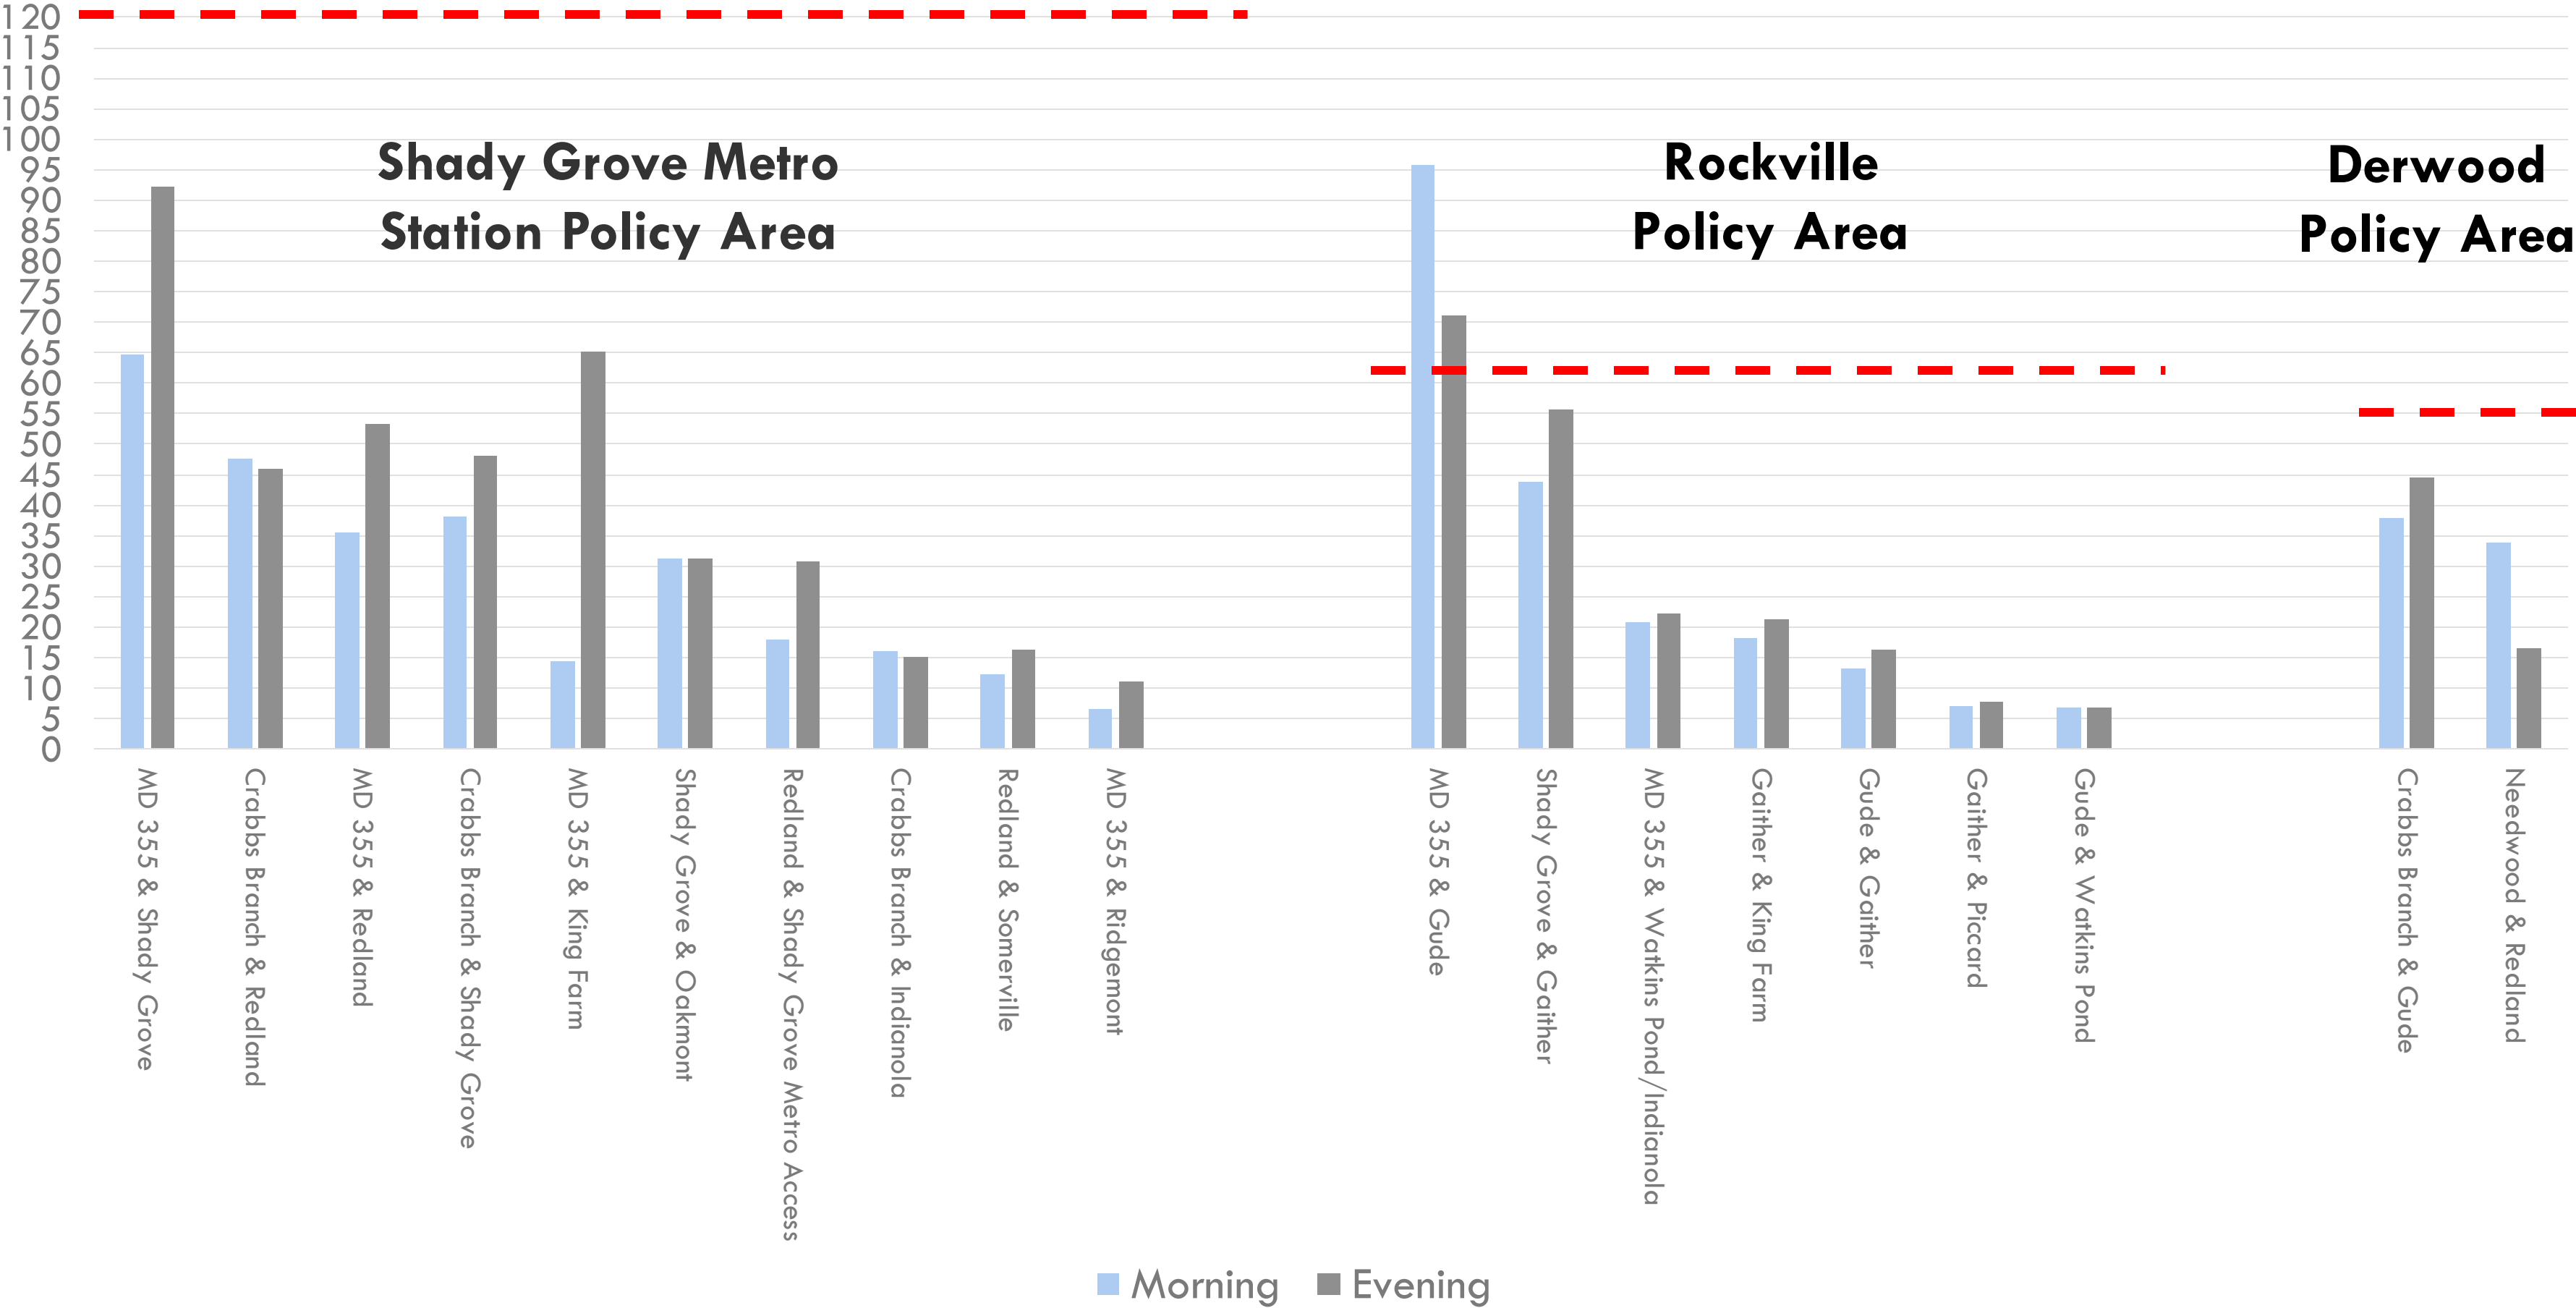 120
115
110
105
100
95
90
85
80
75
70
65
60
55
50
45
40
35
30
25
20
15
10
5
0
Shady Grove Metro
Station Policy Area
Rockville
Policy Area
Derwood
Policy Area
MD 355 & Shady Grove
Crabbs Branch & Redland
MD 355 & Redland
Crabbs Branch & Shady Grove
MD 355 & King Farm
Shady Grove & Oakmont
Redland & Shady Grove Metro Access
Crabbs Branch & Indianola
Redland & Somerville
MD 355 & Ridgemont
MD 355 & Gude
Shady Grove & Gaither
MD 355 & Watkins Pond/Indianola
Gaither & King Farm
Gude & Gaither
Gaither & Piccard
Gude & Watkins Pond
Crabbs Branch & Gude
Needwood & Redland
Morning
Evening